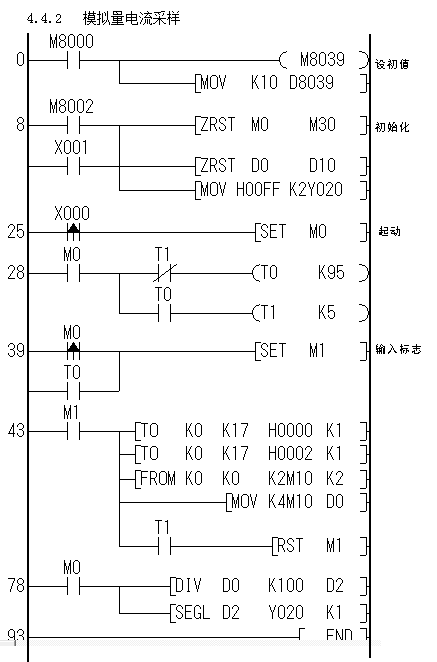 4.4.2 模拟量电流采样
M8000
0 M8039 设初值
MOV K10 D8039
M8002
8 ZRST M0 M30 初始化
X001
ZRST D0 D10
MOV H00FF K2Y020
X000
25 SET M0 起动
M0 T1
28 T0 K95
T0
T1 K5
M0
39 SET M1 输入标志
T0
M1
43 TO K0 K17 H0000 K1
TO K0 K17 H0002 K1
FROM K0 K0 K2M10 K2
MOV K4M10 D0
T1
RST M1
M0
78 DIV D0 K100 D2
SEGL D2 Y020 K1
93 END